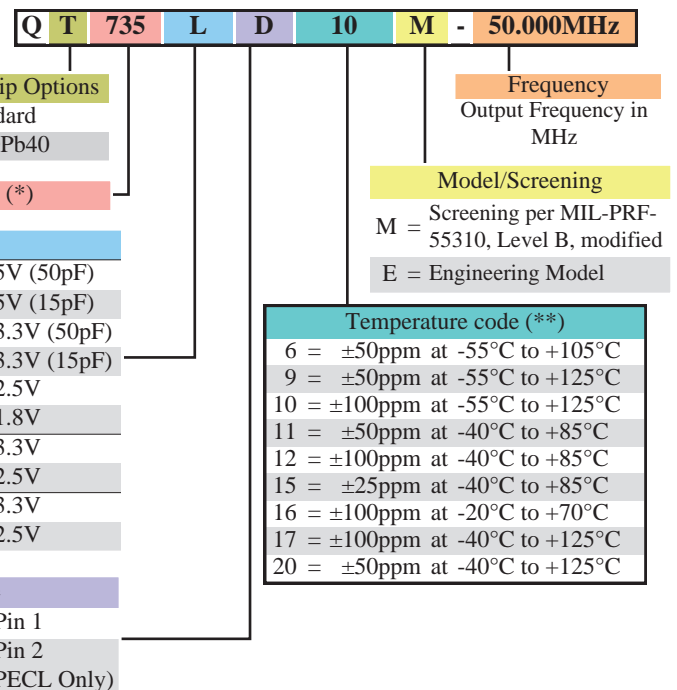 Q T 735 L D 10 M - 50.000MHz
ip Options
dard
Pb40
(*)
5V (50pF)
5V (15pF)
3.3V (50pF)
3.3V (15pF)
2.5V
1.8V
3.3V
2.5V
3.3V
2.5V
Pin 1
Pin 2
PECL Only)
Frequency
Output Frequency in
MHz
Model/Screening
M = Screening per MIL-PRF-
55310, Level B, modified
E = Engineering Model
Temperature code (**)
6 = ±50ppm at -55°C to +105°C
9 = ±50ppm at -55°C to +125°C
10 = ±100ppm at -55°C to +125°C
11 = ±50ppm at -40°C to +85°C
12 = ±100ppm at -40°C to +85°C
15 = ±25ppm at -40°C to +85°C
16 = ±100ppm at -20°C to +70°C
17 = ±100ppm at -40°C to +125°C
20 = ±50ppm at -40°C to +125°C